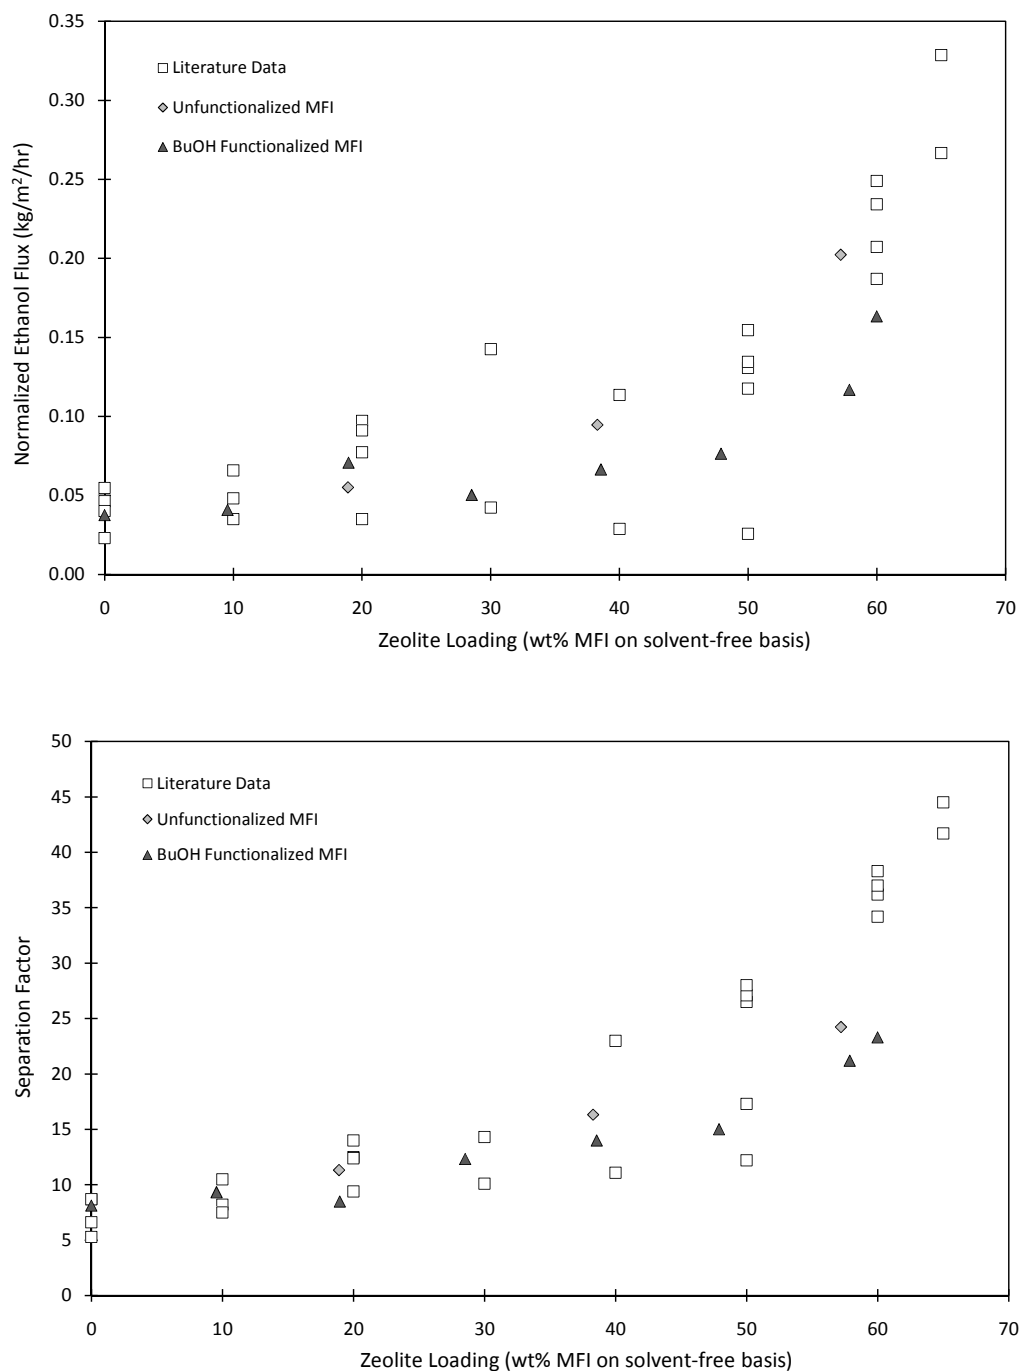 0.35
0.30
0.25
0.20
0.15
0.10
0.05
0.00
Normalized Ethanol Flux (kg/m²/hr)
Literature Data
Unfunctionalized MFI
BuOH Functionalized MFI
0 10 20 30 40 50 60 70
Zeolite Loading (wt% MFI on solvent-free basis)
50
45
40
35
30
25
20
15
10
5
0
Separation Factor
Literature Data
Unfunctionalized MFI
BuOH Functionalized MFI
0 10 20 30 40 50 60 70
Zeolite Loading (wt% MFI on solvent-free basis)